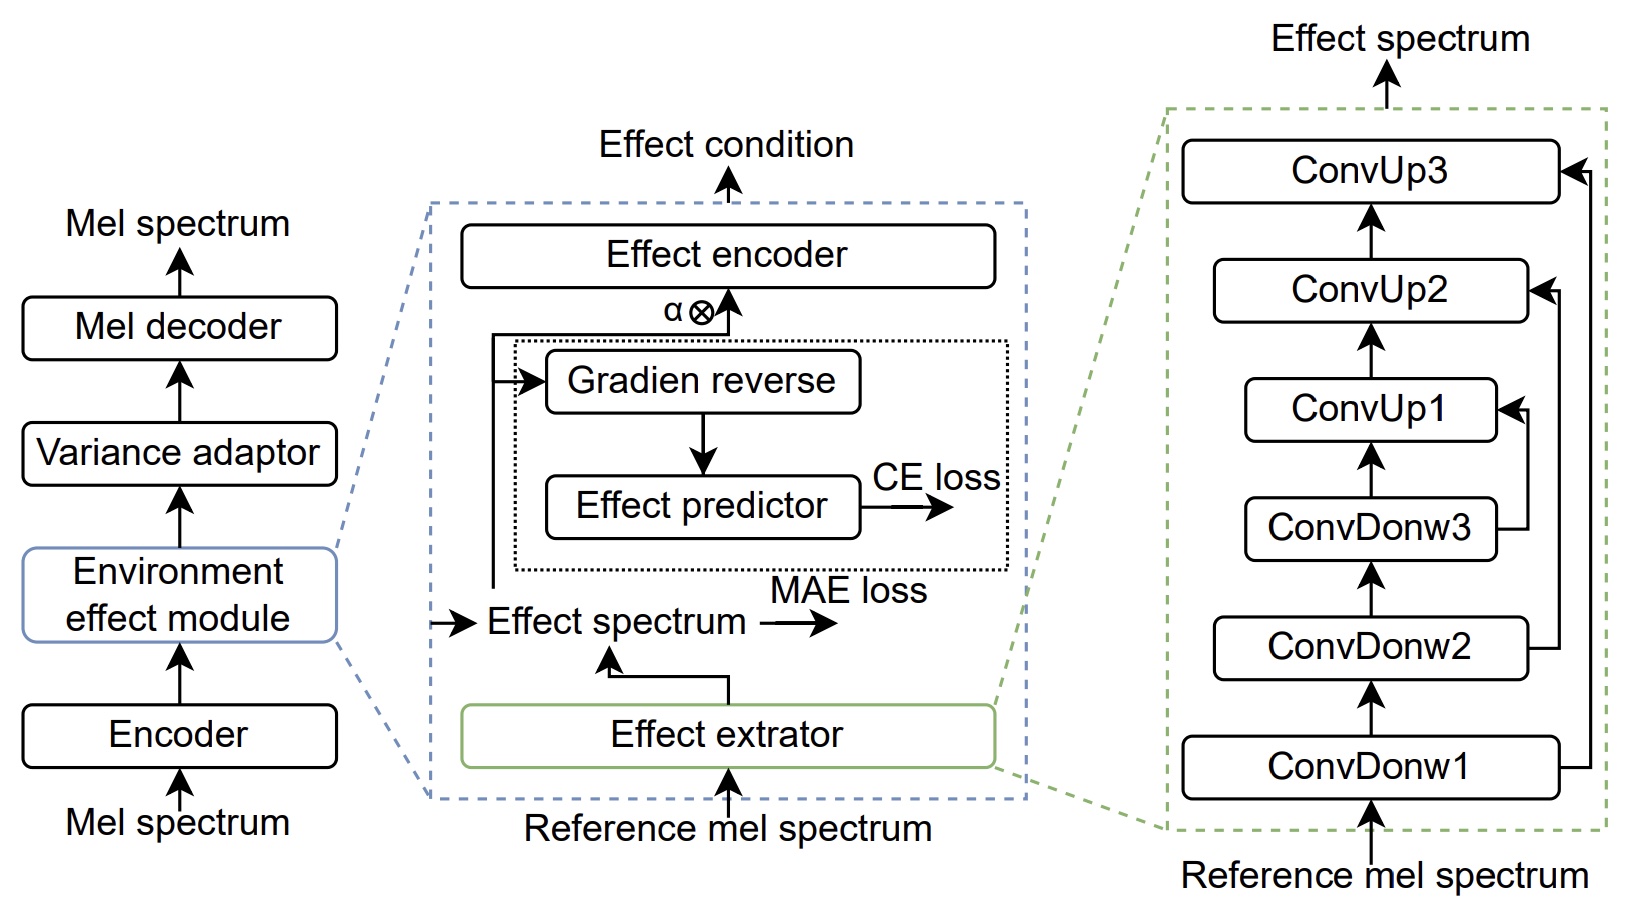 Mel spectrum
Mel decoder
Variance adaptor
Environment
effect module
Encoder
Mel spectrum
Effect condition
Effect encoder
α⊗
Gradien reverse
Effect predictor
CE loss
MAE loss
Effect spectrum
Effect extrator
Reference mel spectrum
Effect spectrum
ConvUp3
ConvUp2
ConvUp1
ConvDonw3
ConvDonw2
ConvDonw1
Reference mel spectrum